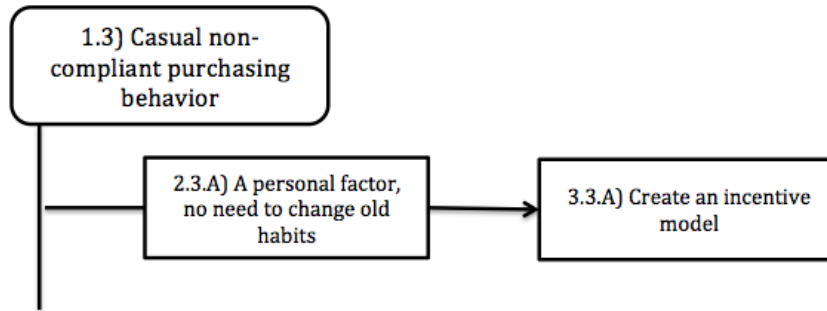 1.3) Casual non-
compliant purchasing
behavior
2.3.A) A personal factor,
no need to change old
habits
3.3.A) Create an incentive
model